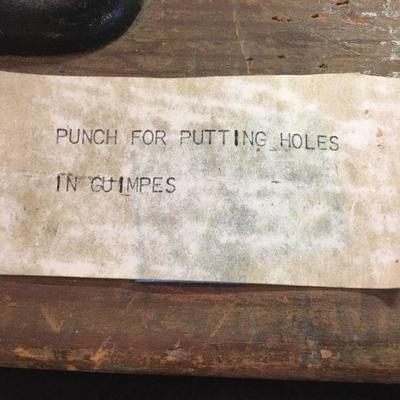 PUNCH FOR PUTTING HOLES
IN GUIMPES